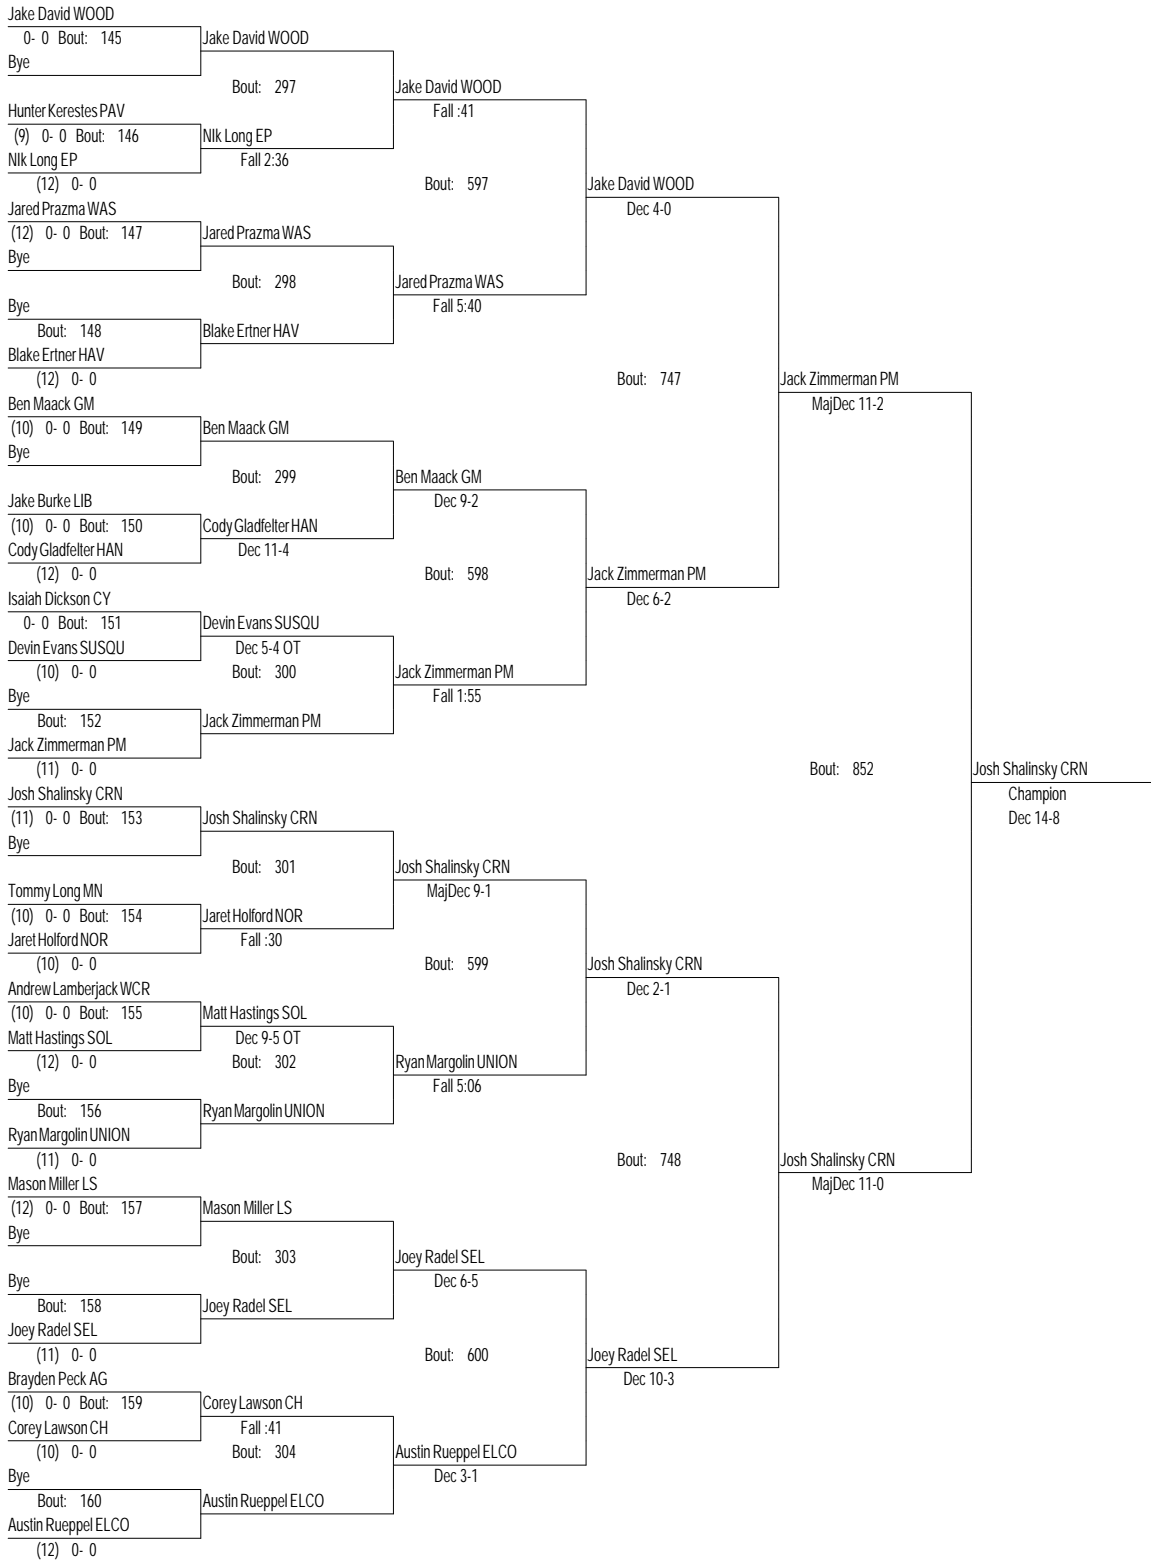 Jake David WOOD
0- 0 Bout: 145
Jake David WOOD
Bye
Bout: 297
Jake David WOOD
Hunter Kerestes PAV
Fall :41
(9) 0- 0 Bout: 146
NIk Long EP
NIk Long EP
Fall 2:36
(12) 0- 0
Bout: 597
Jake David WOOD
Jared Prazma WAS
Dec 4-0
(12) 0- 0 Bout: 147
Jared Prazma WAS
Bye
Bout: 298
Jared Prazma WAS
Bye
Fall 5:40
Bout: 148
Blake Ertner HAV
Blake Ertner HAV
(12) 0- 0
Bout: 747
Jack Zimmerman PM
Ben Maack GM
MajDec 11-2
(10) 0- 0 Bout: 149
Ben Maack GM
Bye
Bout: 299
Ben Maack GM
Jake Burke LIB
Dec 9-2
(10) 0- 0 Bout: 150
Cody Gladfelter HAN
Cody Gladfelter HAN
Dec 11-4
(12) 0- 0
Bout: 598
Jack Zimmerman PM
Isaiah Dickson CY
Dec 6-2
0- 0 Bout: 151
Devin Evans SUSQU
Devin Evans SUSQU
Dec 5-4 OT
(10) 0- 0
Bout: 300
Jack Zimmerman PM
Bye
Fall 1:55
Bout: 152
Jack Zimmerman PM
Jack Zimmerman PM
(11) 0- 0
Bout: 852
Josh Shalinsky CRN
Josh Shalinsky CRN
Champion
(11) 0- 0 Bout: 153
Josh Shalinsky CRN
Dec 14-8
Bye
Bout: 301
Josh Shalinsky CRN
Tommy Long MN
MajDec 9-1
(10) 0- 0 Bout: 154
Jaret Holford NOR
Jaret Holford NOR
Fall :30
(10) 0- 0
Bout: 599
Josh Shalinsky CRN
Andrew Lamberjack WCR
Dec 2-1
(10) 0- 0 Bout: 155
Matt Hastings SOL
Matt Hastings SOL
Dec 9-5 OT
(12) 0- 0
Bout: 302
Ryan Margolin UNION
Bye
Fall 5:06
Bout: 156
Ryan Margolin UNION
Ryan Margolin UNION
(11) 0- 0
Bout: 748
Josh Shalinsky CRN
Mason Miller LS
MajDec 11-0
(12) 0- 0 Bout: 157
Mason Miller LS
Bye
Bout: 303
Joey Radel SEL
Bye
Dec 6-5
Bout: 158
Joey Radel SEL
Joey Radel SEL
(11) 0- 0
Bout: 600
Joey Radel SEL
Brayden Peck AG
Dec 10-3
(10) 0- 0 Bout: 159
Corey Lawson CH
Corey Lawson CH
Fall :41
(10) 0- 0
Bout: 304
Austin Rueppel ELCO
Bye
Dec 3-1
Bout: 160
Austin Rueppel ELCO
Austin Rueppel ELCO
(12) 0- 0